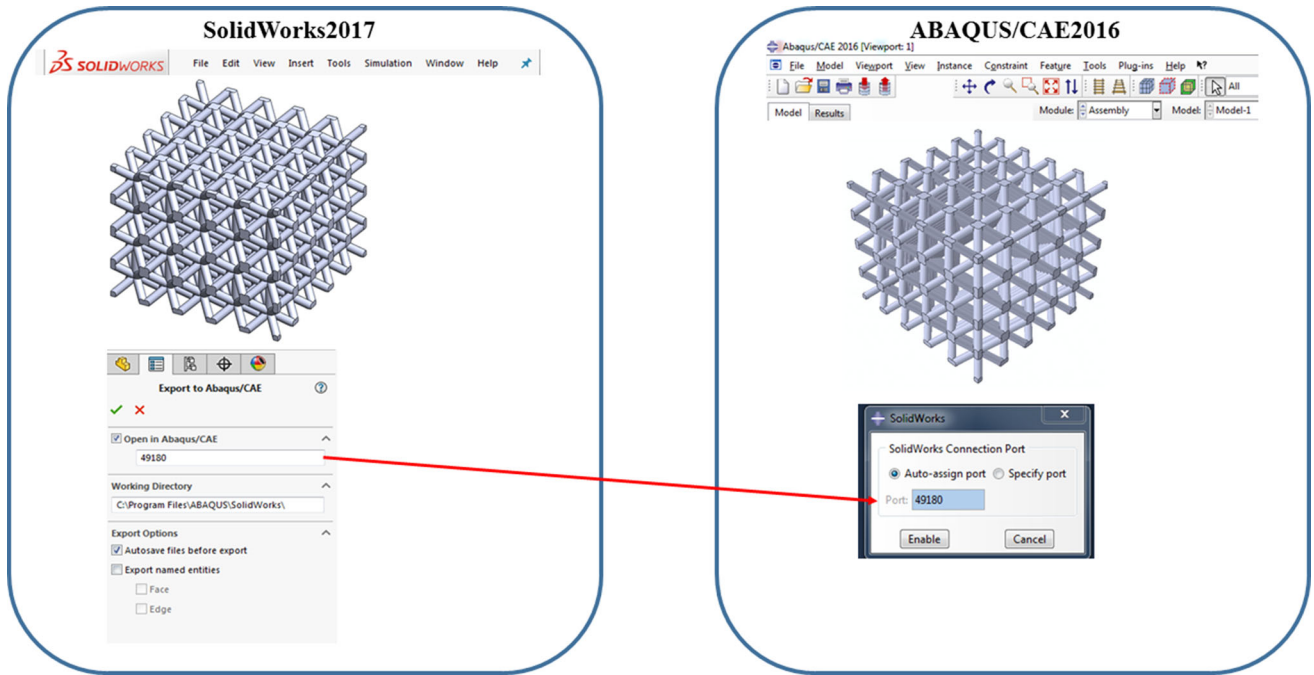 SolidWorks2017
SOLIDWORKS File Edit View Insert Tools Simulation Window Help
Export to Abaqus/CAE
Open in Abaqus/CAE
49180
Working Directory
C:\Program Files\ABAQUS\SolidWorks\
Export Options
Autosave files before export
Export named entities
Face
Edge
ABAQUS/CAE2016
Abaqus/CAE 2016 [Viewport: 1]
File Model Viewport View Instance Constraint Feature Tools Plug-ins Help
All
Model Results Module: Assembly Model: Model-1
SolidWorks
SolidWorks Connection Port
Auto-assign port Specify port
Port: 49180
Enable Cancel